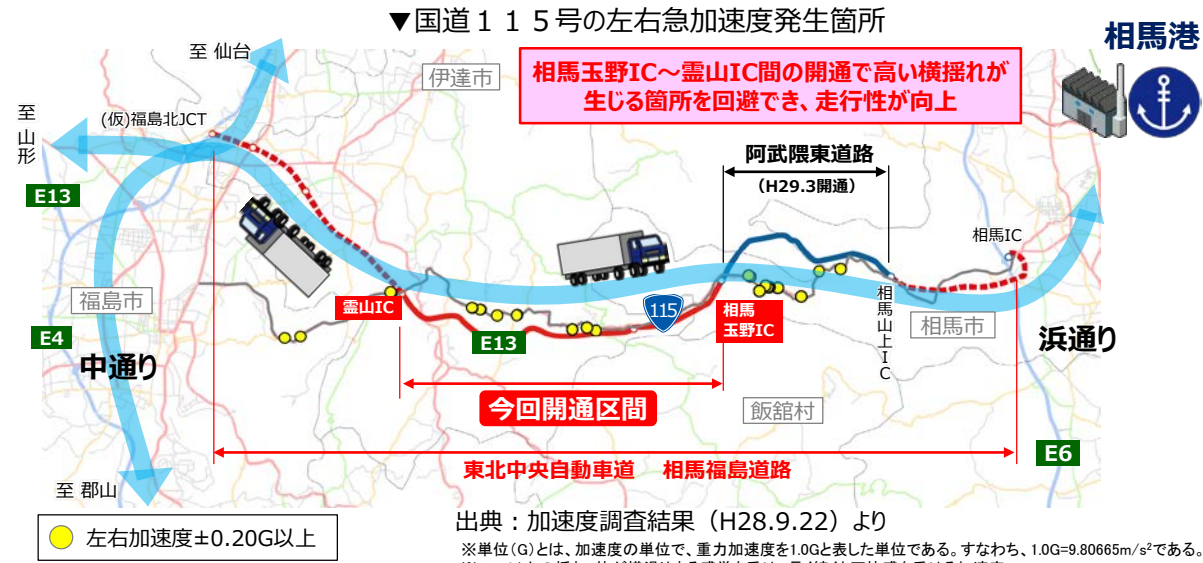 ▼国道１１５号の左右急加速度発生箇所
相馬港
至 仙台
伊達市
相馬玉野IC～霊山IC間の開通で高い横揺れが
生じる箇所を回避でき、走行性が向上
至山形
(仮)福島北JCT
阿武隈東道路
(H29.3開通)
E13
相馬IC
福島市
霊山IC
115
相馬
玉野IC
相馬山上IC
相馬市
E4
E13
中通り
浜通り
今回開通区間
飯舘村
E6
東北中央自動車道 相馬福島道路
至 郡山
左右加速度±0.20G以上
出典：加速度調査結果（H28.9.22）より
※単位(G)とは、加速度の単位で、重力加速度を1.0Gと表した単位である。すなわち、1.0G=9.80665m/s²である。